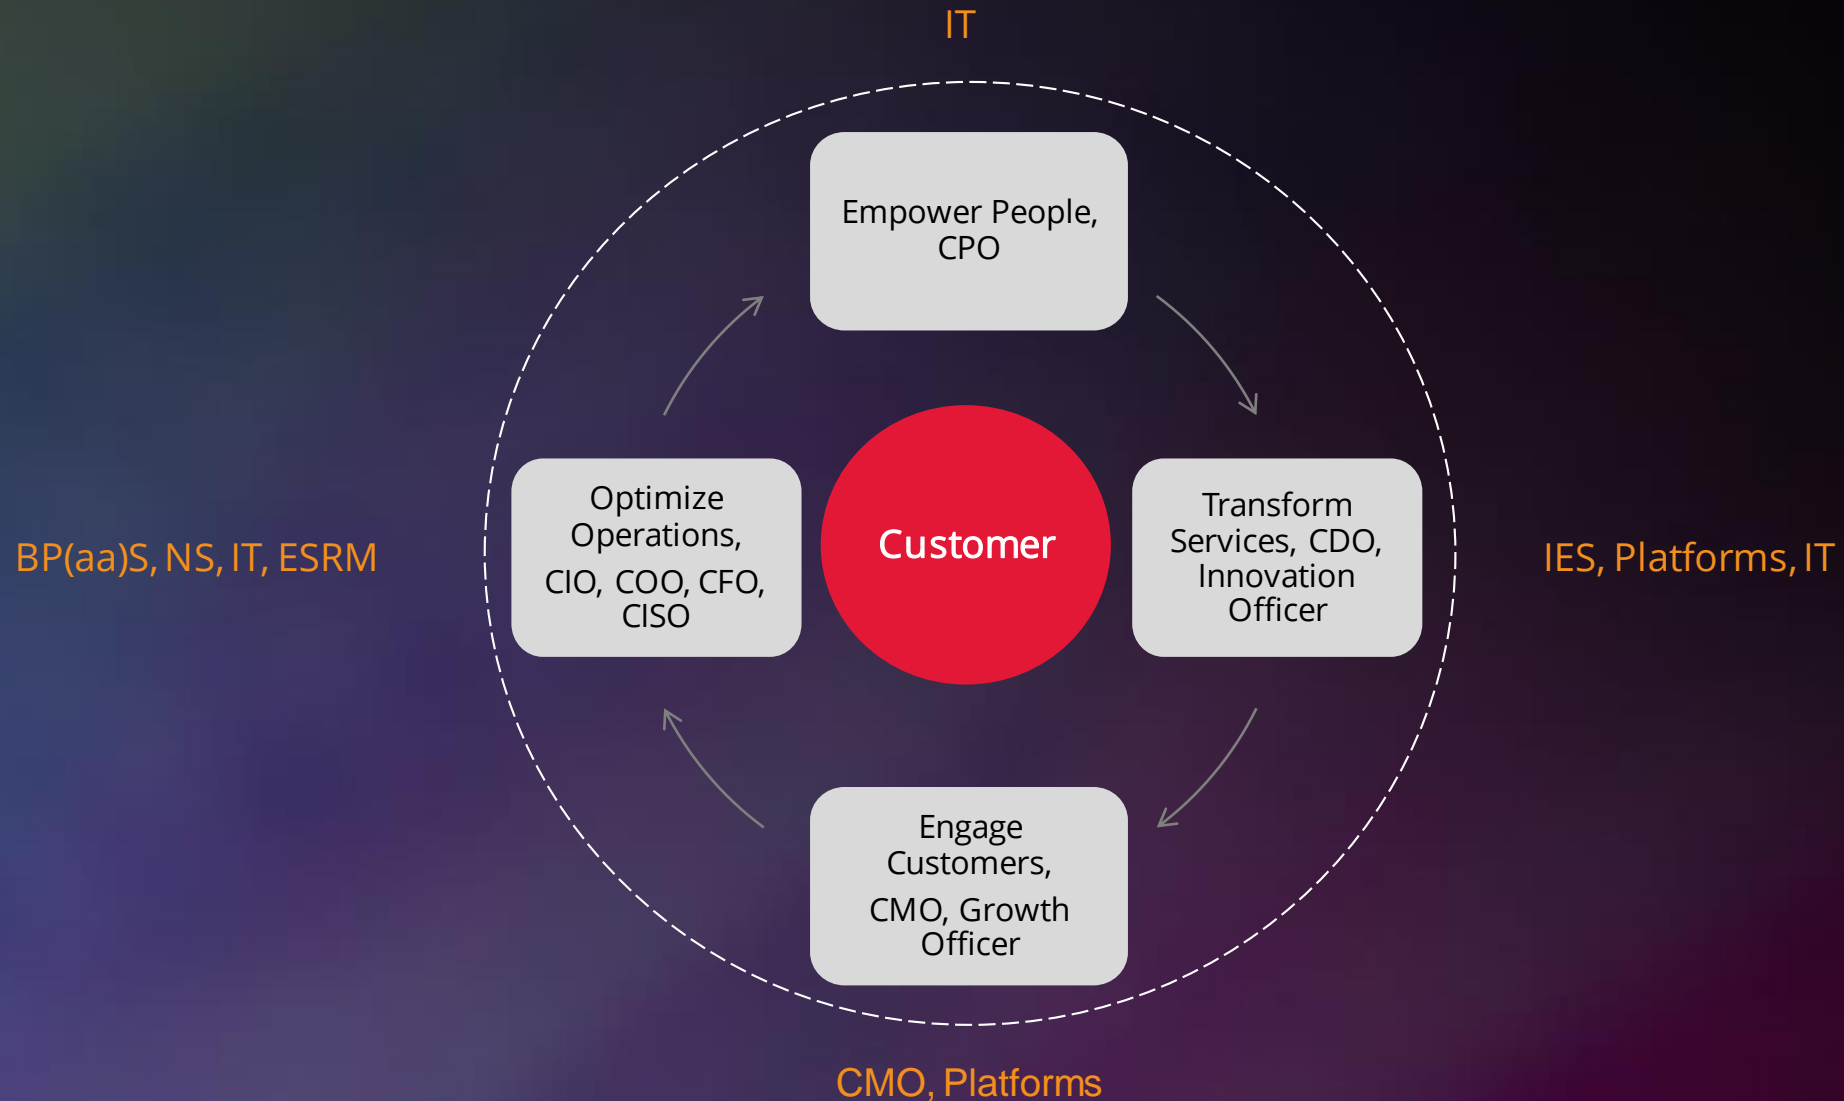 IT
Empower People,
CPO
Optimize
Operations,
CIO, COO, CFO,
CISO
Customer
Transform
Services, CDO,
Innovation
Officer
BP(aa)S, NS, IT, ESRM
IES, Platforms, IT
Engage
Customers,
CMO, Growth
Officer
CMO, Platforms